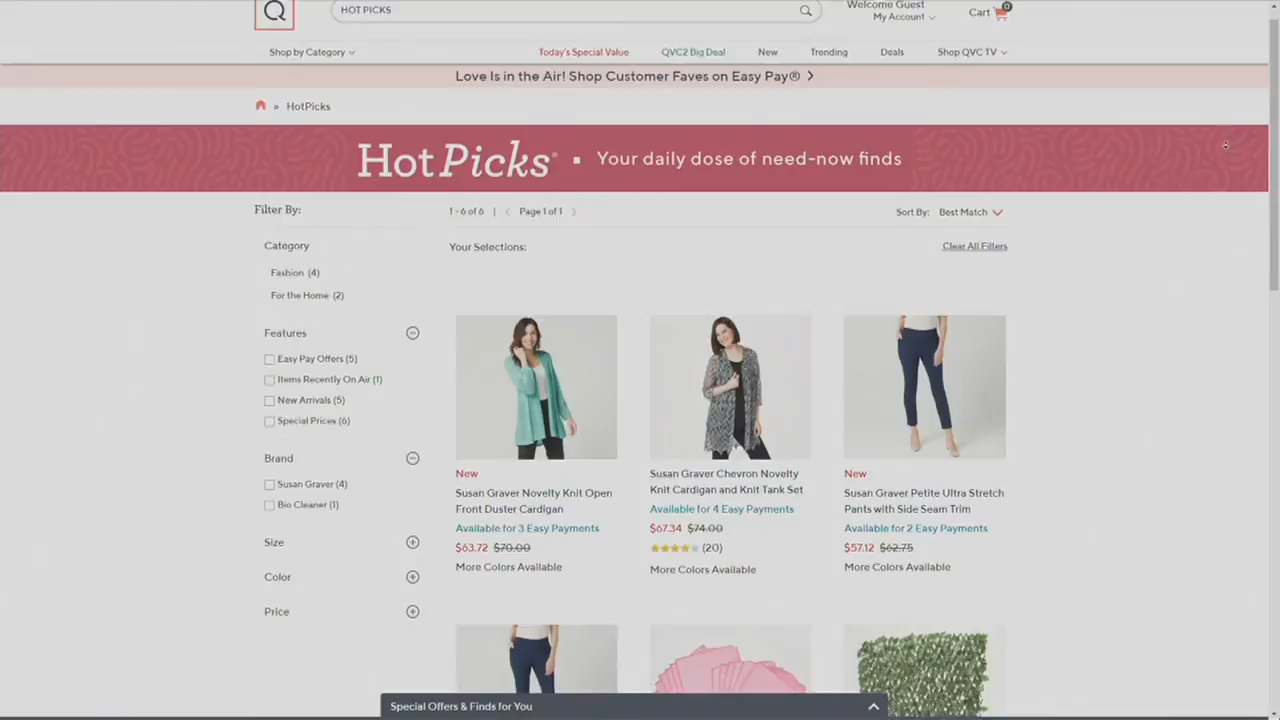 Q
HOT PICKS
Welcome Guest
My Account
Cart
0
Shop by Category
Today's Special Value
QVC2 Big Deal
New
Trending
Deals
Shop QVC TV
Love Is in the Air! Shop Customer Faves on Easy Pay®
» HotPicks
HotPicks® ▪ Your daily dose of need-now finds
Filter By:
1 - 6 of 6 | Page 1 of 1
Sort By: Best Match
Category
Your Selections:
Clear All Filters
Fashion (4)
For the Home (2)
Features
Easy Pay Offers (5)
Items Recently On Air (1)
New Arrivals (5)
Special Prices (6)
Brand
Susan Graver (4)
Bio Cleaner (1)
Size
Color
Price
New
Susan Graver Novelty Knit Open
Front Duster Cardigan
Available for 3 Easy Payments
$63.72 $70.00
More Colors Available
Susan Graver Chevron Novelty
Knit Cardigan and Knit Tank Set
Available for 4 Easy Payments
$67.34 $74.00
(20)
More Colors Available
New
Susan Graver Petite Ultra Stretch
Pants with Side Seam Trim
Available for 2 Easy Payments
$57.12 $62.75
More Colors Available
Special Offers & Finds for You